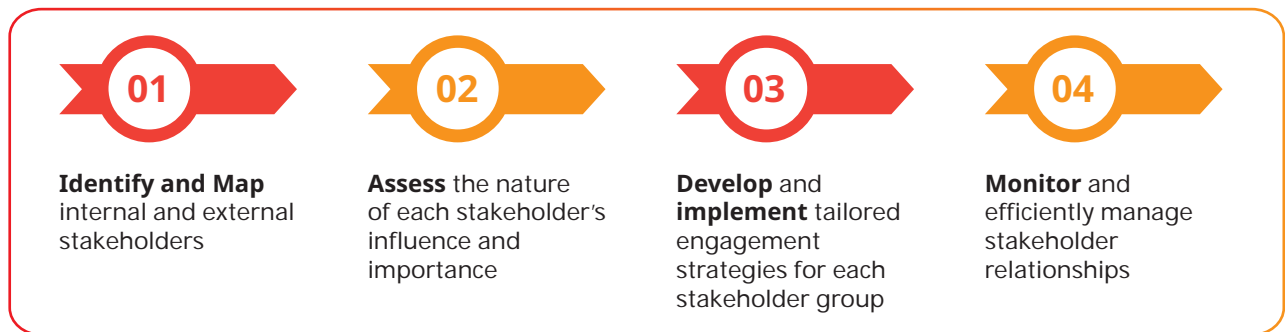 01
Identify and Map
internal and external
stakeholders
02
Assess the nature
of each stakeholder's
influence and
importance
03
Develop and
implement tailored
engagement
strategies for each
stakeholder group
04
Monitor and
efficiently manage
stakeholder
relationships